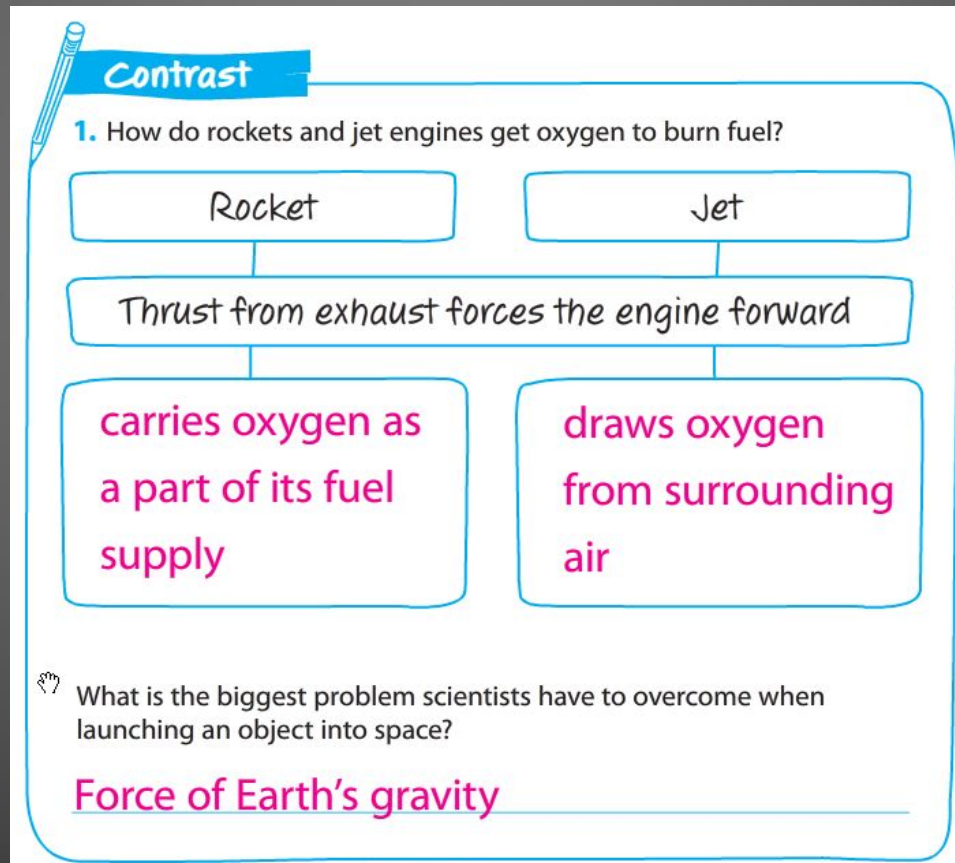 Contrast
1. How do rockets and jet engines get oxygen to burn fuel?
Rocket
Jet
Thrust from exhaust forces the engine forward
carries oxygen as
a part of its fuel
supply
draws oxygen
from surrounding
air
What is the biggest problem scientists have to overcome when
launching an object into space?
Force of Earth's gravity